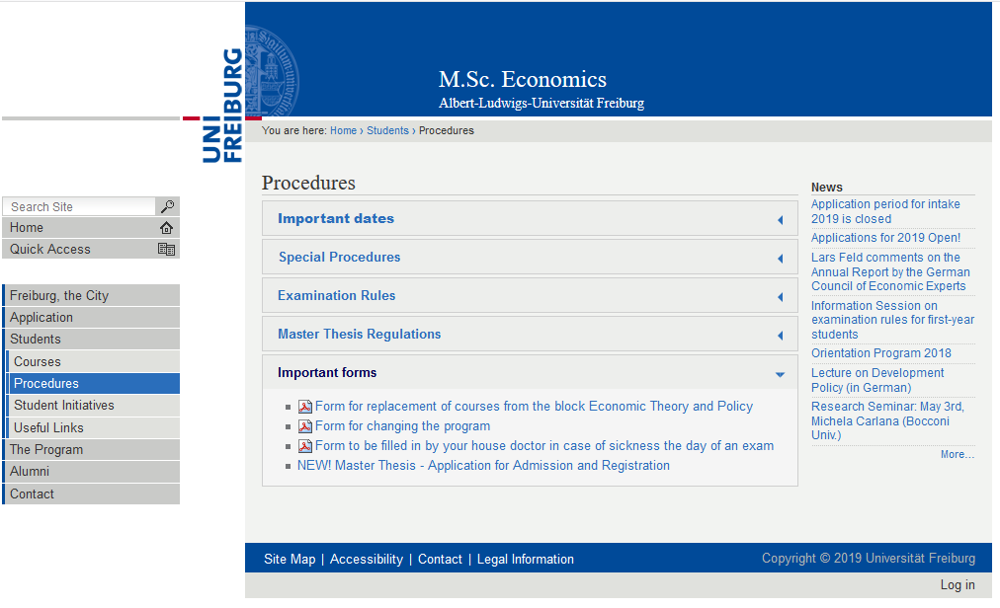 UNI
FREIBURG
M.Sc. Economics
Albert-Ludwigs-Universität Freiburg
You are here: Home › Students › Procedures
Search Site
Home
Quick Access
Freiburg, the City
Application
Students
Courses
Procedures
Student Initiatives
Useful Links
The Program
Alumni
Contact
Procedures
Important dates
Special Procedures
Examination Rules
Master Thesis Regulations
Important forms
Form for replacement of courses from the block Economic Theory and Policy
Form for changing the program
Form to be filled in by your house doctor in case of sickness the day of an exam
NEW! Master Thesis - Application for Admission and Registration
News
Application period for intake
2019 is closed
Applications for 2019 Open!
Lars Feld comments on the
Annual Report by the German
Council of Economic Experts
Information Session on
examination rules for first-year
students
Orientation Program 2018
Lecture on Development
Policy (in German)
Research Seminar: May 3rd,
Michela Carlana (Bocconi
Univ.)
More…
Site Map | Accessibility | Contact | Legal Information
Copyright © 2019 Universität Freiburg
Log in